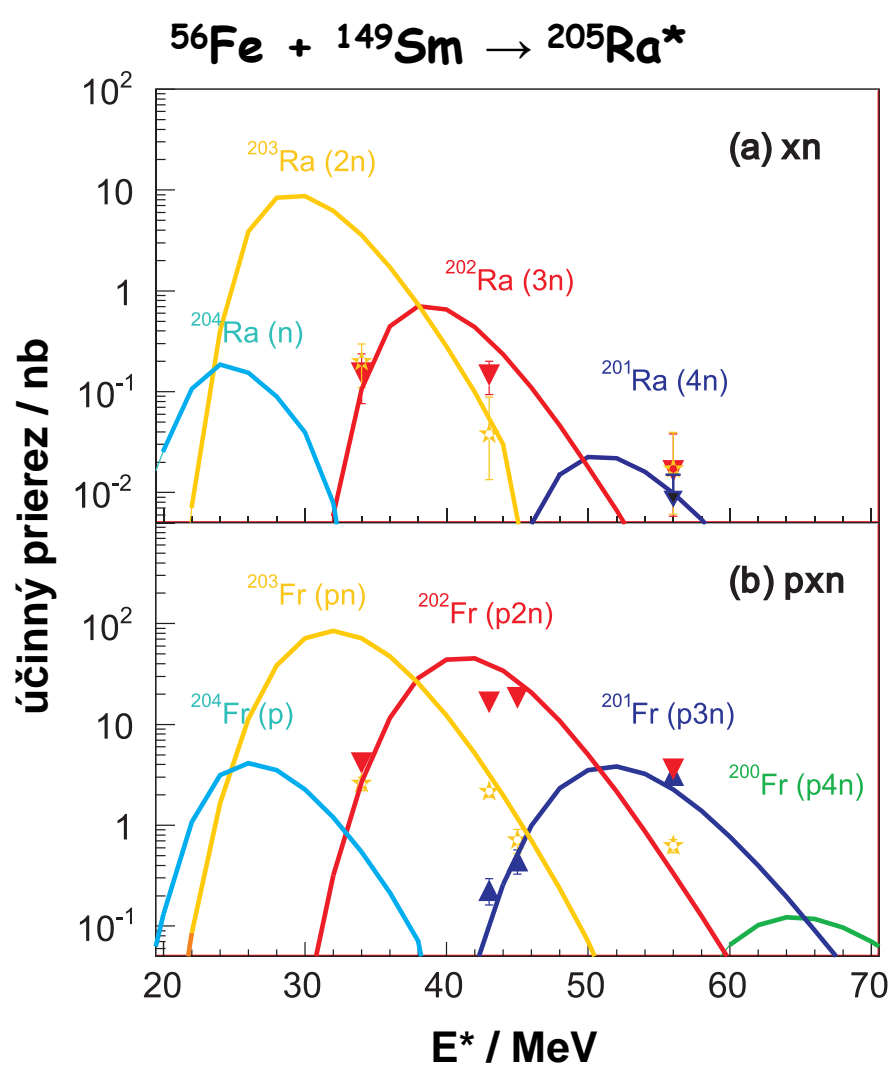 ⁵⁶Fe + ¹⁴⁹Sm → ²⁰⁵Ra*
10²
10
1
10⁻¹
10⁻²
(a) xn
²⁰³Ra (2n)
²⁰²Ra (3n)
²⁰⁴Ra (n)
²⁰¹Ra (4n)
účinný prierez / nb
(b) pxn
²⁰³Fr (pn)
²⁰²Fr (p2n)
²⁰⁴Fr (p)
²⁰¹Fr (p3n)
²⁰⁰Fr (p4n)
10²
10
1
10⁻¹
20 30 40 50 60 70
E* / MeV